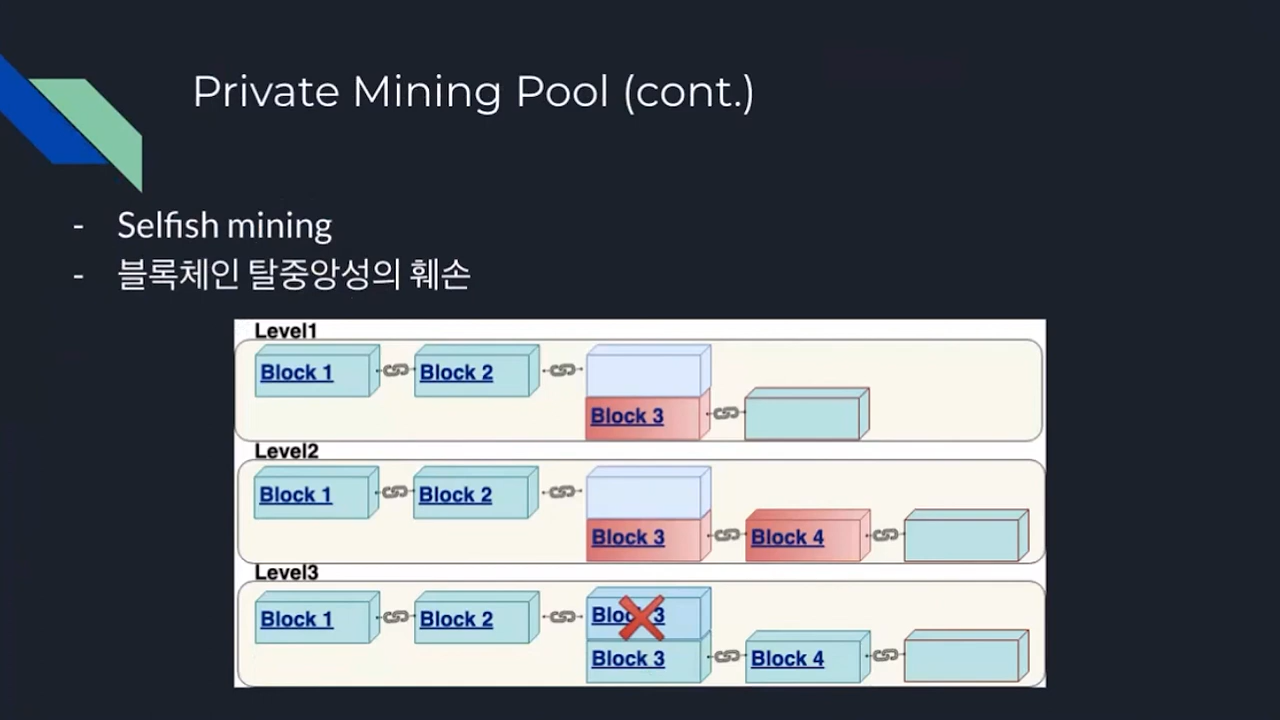 Private Mining Pool (cont.)
- Selfish mining
- 블록체인 탈중앙성의 훼손
Level1
Block 1
Block 2
Block 3
Level2
Block 1
Block 2
Block 3
Block 4
Level3
Block 1
Block 2
Block 3
Block 3
Block 4